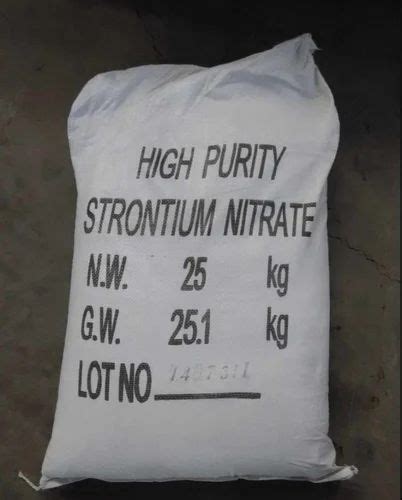 HIGH PURITY
STRONTIUM NITRATE
N.W. 25 kg
G.W. 25.1 kg
LOT NO